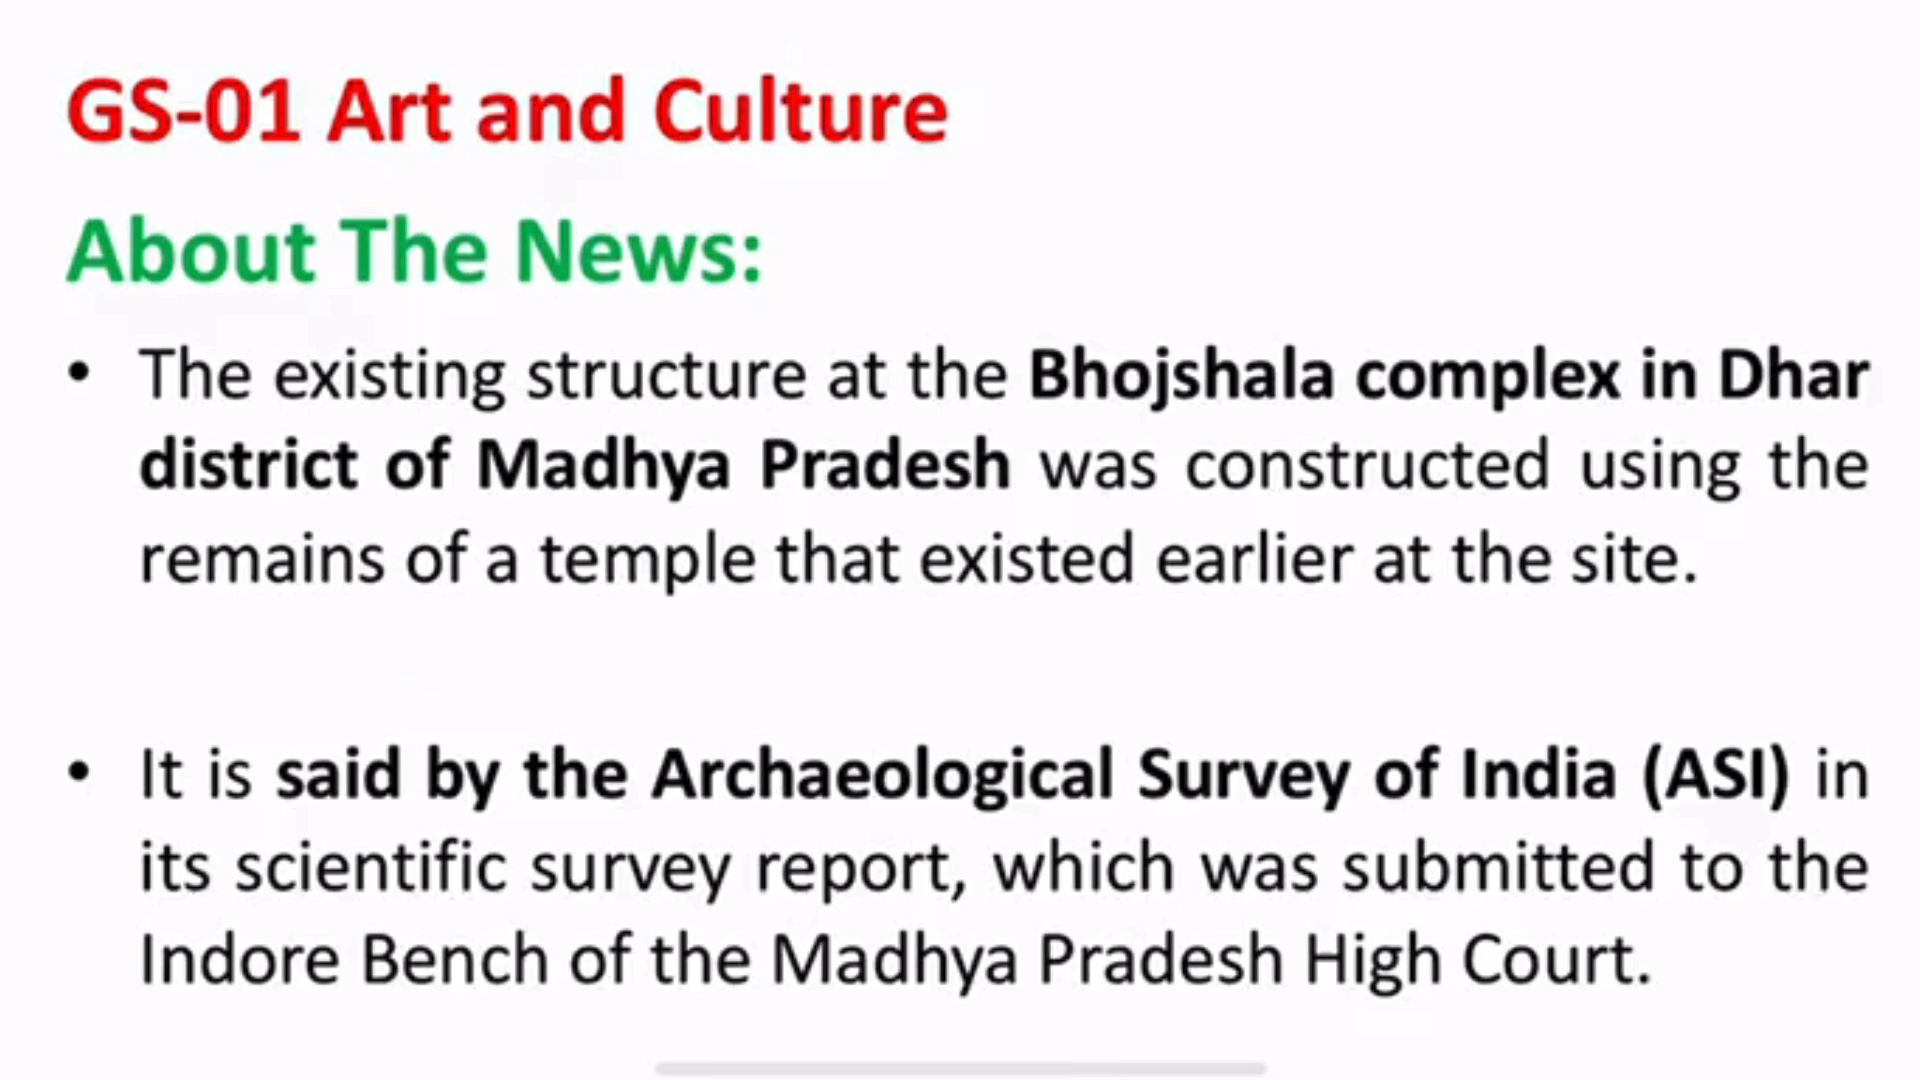 GS-01 Art and Culture
About The News:
• The existing structure at the Bhojshala complex in Dhar
district of Madhya Pradesh was constructed using the
remains of a temple that existed earlier at the site.
• It is said by the Archaeological Survey of India (ASI) in
its scientific survey report, which was submitted to the
Indore Bench of the Madhya Pradesh High Court.